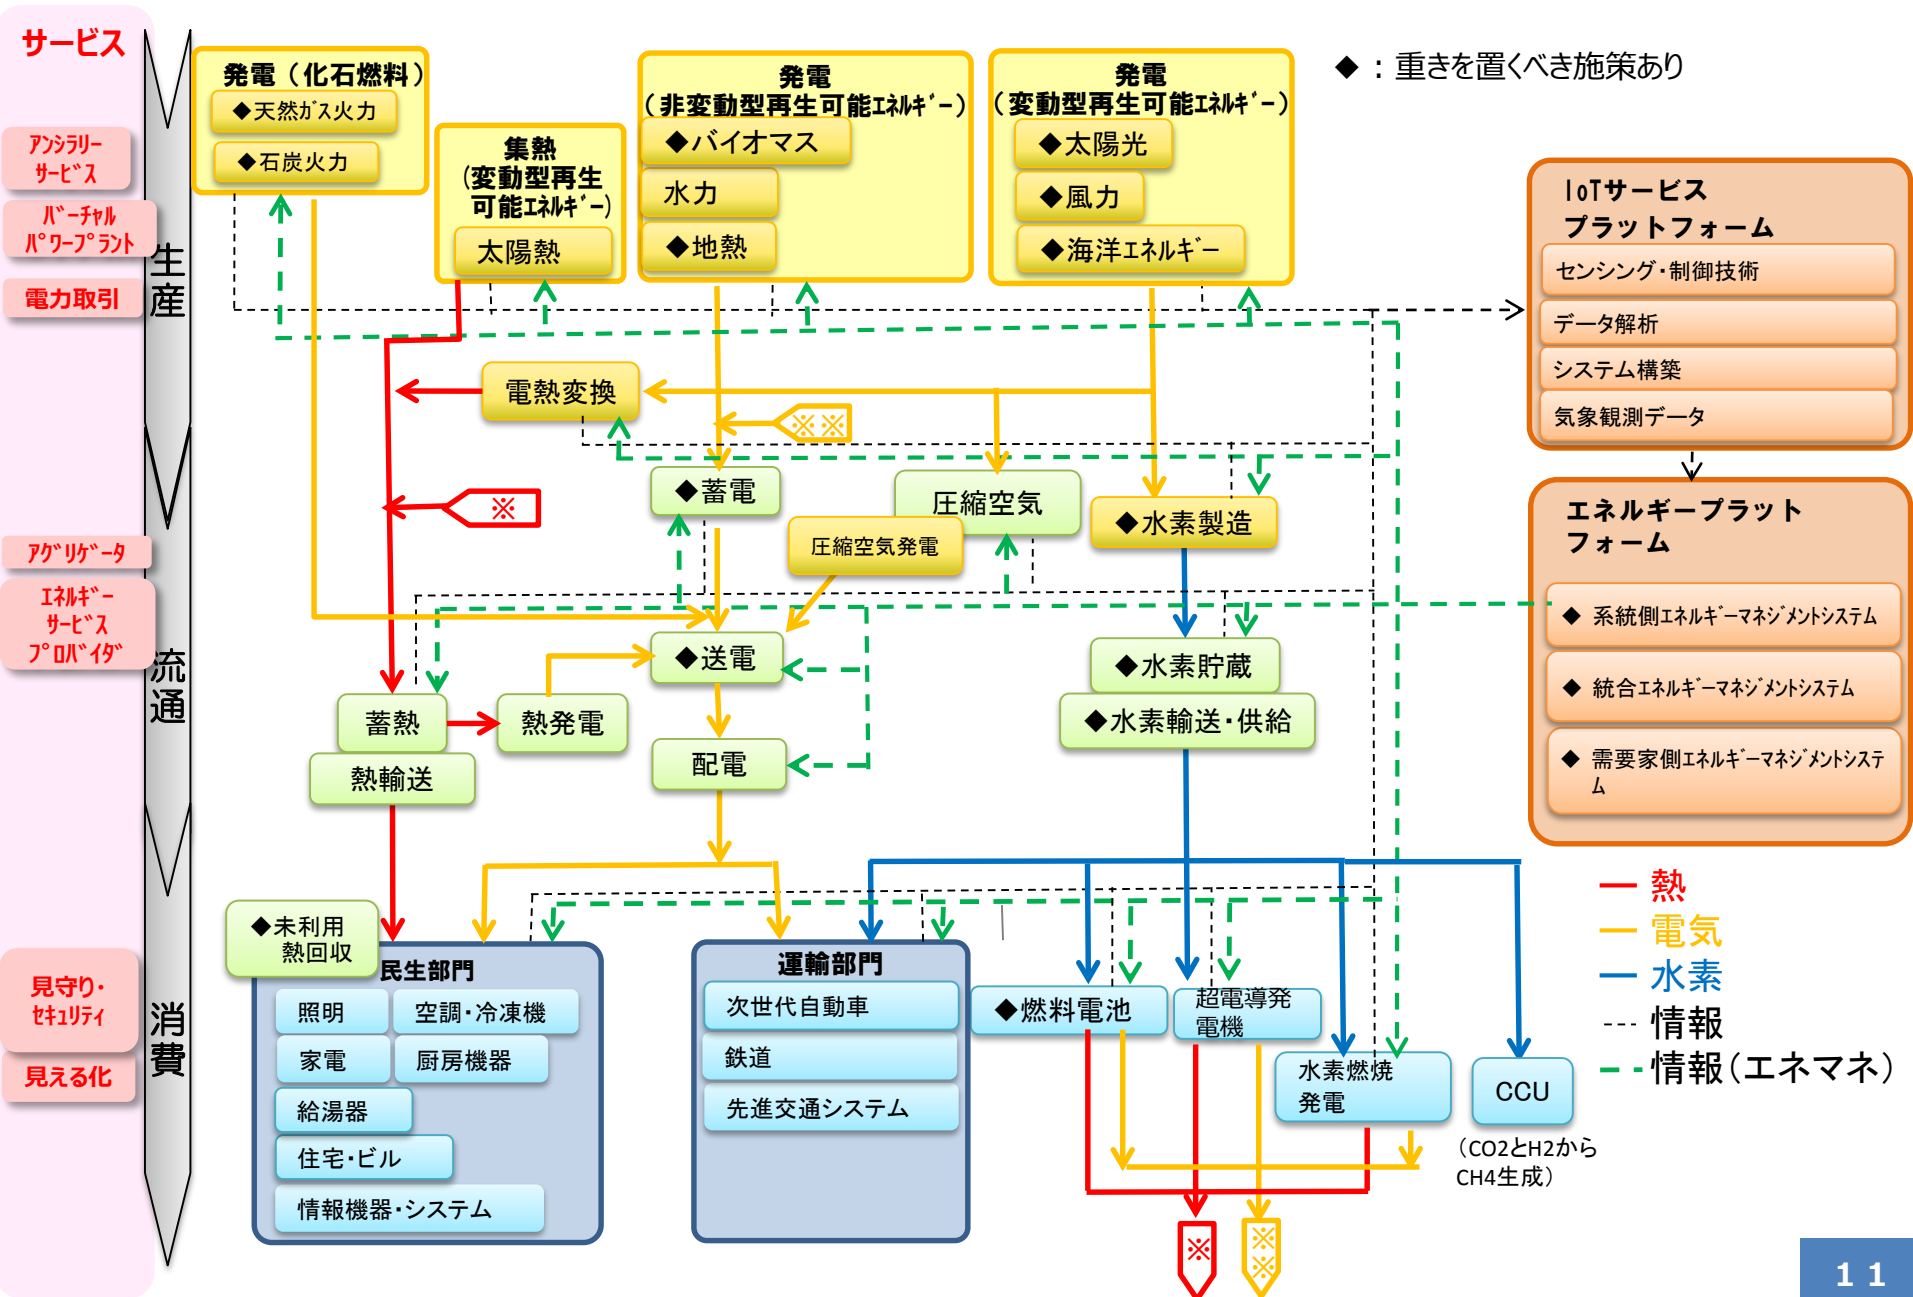 サービス
アンシラリー
サービス
バーチャル
パワープラント
電力取引
アグリゲータ
エネルギー
サービス
プロバイダ
見守り・
セキュリティ
見える化
生産
流通
消費
発電（化石燃料）
◆天然ガス火力
◆石炭火力
集熱
(変動型再生
可能エネルギー)
太陽熱
発電
（非変動型再生可能エネルギー）
◆バイオマス
水力
◆地熱
発電
（変動型再生可能エネルギー）
◆太陽光
◆風力
◆海洋エネルギー
◆：重きを置くべき施策あり
IoTサービス
プラットフォーム
センシング・制御技術
データ解析
システム構築
気象観測データ
電熱変換
※※
※
◆蓄電
圧縮空気
圧縮空気発電
◆水素製造
エネルギープラット
フォーム
◆ 系統側エネルギーマネジメントシステム
◆ 統合エネルギーマネジメントシステム
◆ 需要家側エネルギーマネジメントシステ
ム
◆送電
◆水素貯蔵
◆水素輸送・供給
蓄熱
熱発電
熱輸送
配電
熱
電気
水素
情報
情報（エネマネ）
◆未利用
熱回収
民生部門
照明
空調・冷凍機
家電
厨房機器
給湯器
住宅・ビル
情報機器・システム
運輸部門
次世代自動車
鉄道
先進交通システム
◆燃料電池
超電導発
電機
水素燃焼
発電
CCU
（CO2とH2から
CH4生成）
※
※
※
11